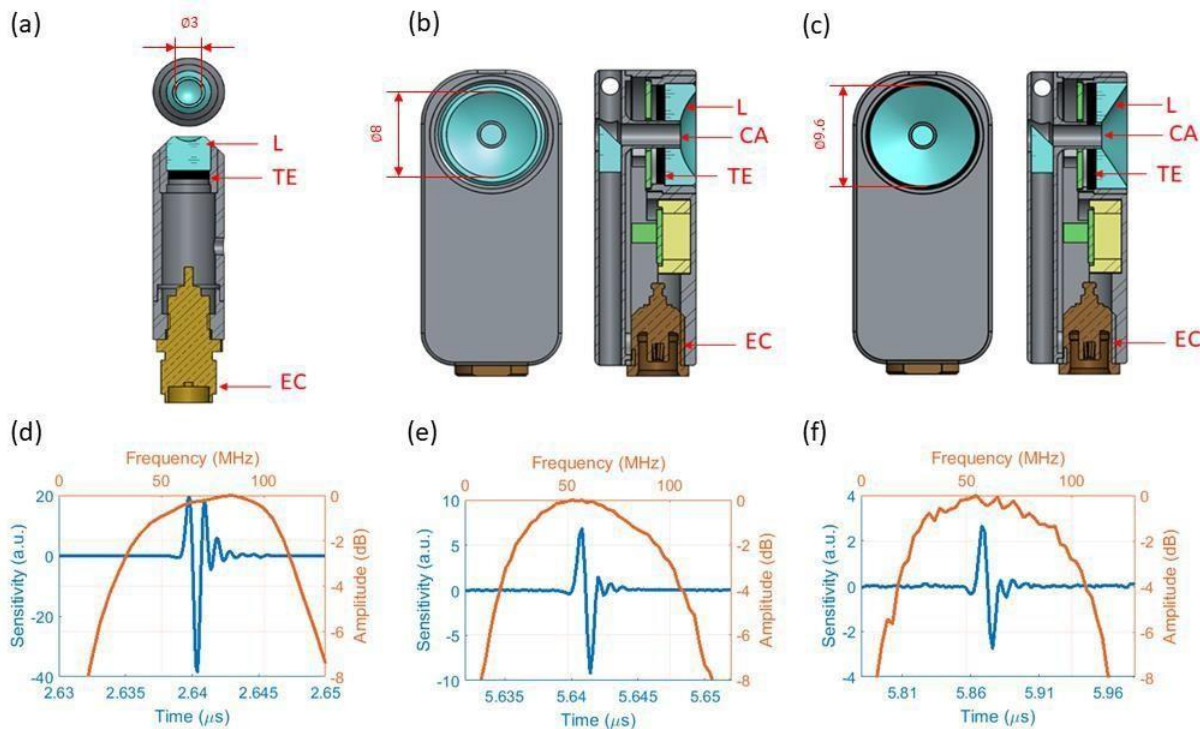 (a)
ø3
L
TE
EC
(b)
ø8
L
CA
TE
EC
(c)
ø9.6
L
CA
TE
EC
(d)
Frequency (MHz)
0 50 100
20
0
-20
-40
Sensitivity (a.u.)
0
-2
-4
-6
-8
Amplitude (dB)
2.63 2.635 2.64 2.645 2.65
Time (μs)
(e)
Frequency (MHz)
0 50 100
10
5
0
-5
-10
Sensitivity (a.u.)
0
-2
-4
-6
-8
Amplitude (dB)
5.635 5.64 5.645 5.65
Time (μs)
(f)
Frequency (MHz)
0 50 100
4
2
0
-2
-4
Sensitivity (a.u.)
0
-2
-4
-6
-8
Amplitude (dB)
5.81 5.86 5.91 5.96
Time (μs)